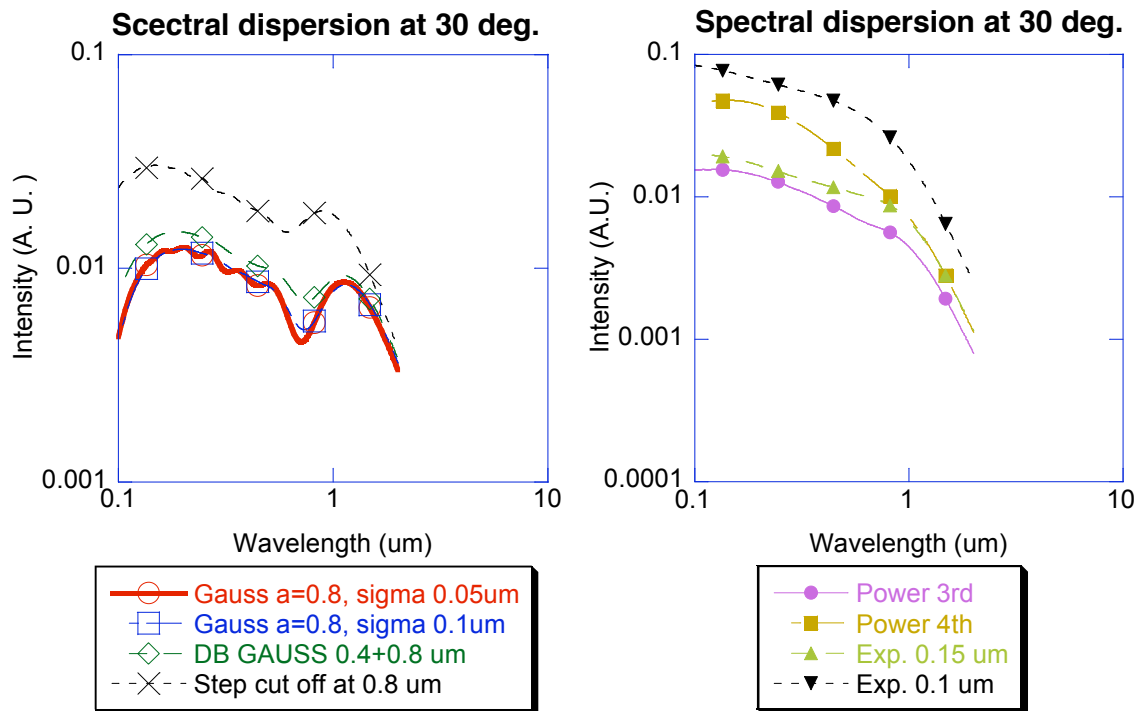 Scectral dispersion at 30 deg.
0.1
0.01
0.001
0.1
1
10
Intensity (A. U. )
Wavelength (um)
Gauss a=0.8, sigma 0.05um
Gauss a=0.8, sigma 0.1um
DB GAUSS 0.4+0.8 um
Step cut off at 0.8 um
Spectral dispersion at 30 deg.
0.1
0.01
0.001
0.0001
0.1
1
10
Intensity (A.U.)
Wavelength (um)
Power 3rd
Power 4th
Exp. 0.15 um
Exp. 0.1 um